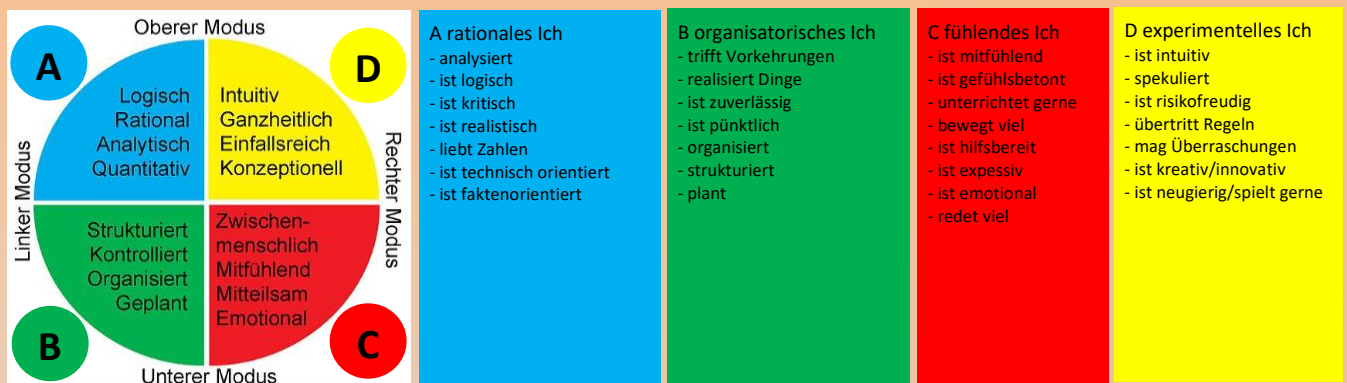 Oberer Modus
A
D
Logisch
Rational
Analytisch
Quantitativ
Intuitiv
Ganzheitlich
Einfallsreich
Konzeptionell
Linker Modus
Rechter Modus
Strukturiert
Kontrolliert
Organisiert
Geplant
Zwischen-
menschlich
Mitfühlend
Mitteilsam
Emotional
B
C
Unterer Modus
A rationales Ich
- analysiert
- ist logisch
- ist kritisch
- ist realistisch
- liebt Zahlen
- ist technisch orientiert
- ist faktenorientiert
B organisatorisches Ich
- trifft Vorkehrungen
- realisiert Dinge
- ist zuverlässig
- ist pünktlich
- organisiert
- strukturiert
- plant
C fühlendes Ich
- ist mitfühlend
- ist gefühlsbetont
- unterrichtet gerne
- bewegt viel
- ist hilfsbereit
- ist expessiv
- ist emotional
- redet viel
D experimentelles Ich
- ist intuitiv
- spekuliert
- ist risikofreudig
- übertritt Regeln
- mag Überraschungen
- ist kreativ/innovativ
- ist neugierig/spielt gerne